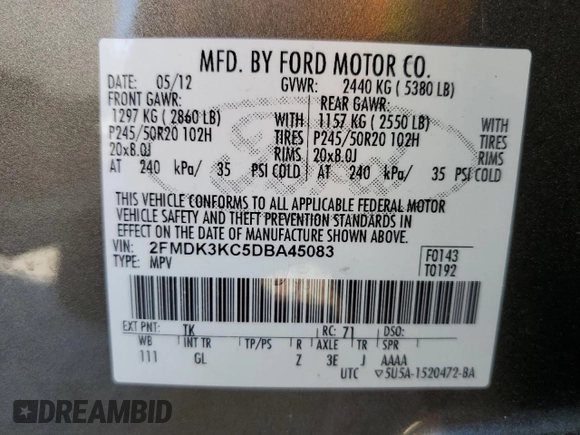 MFD. BY FORD MOTOR CO.
DATE: 05/12 GVWR: 2440 KG ( 5380 LB)
FRONT GAWR: REAR GAWR:
1297 KG ( 2860 LB) WITH 1157 KG ( 2550 LB) WITH
P245/50R20 102H TIRES P245/50R20 102H TIRES
20x8.0J RIMS 20x8.0J RIMS
AT 240 kPa/ 35 PSI COLD AT 240 kPa/ 35 PSI COLD
THIS VEHICLE CONFORMS TO ALL APPLICABLE FEDERAL MOTOR
VEHICLE SAFETY AND THEFT PREVENTION STANDARDS IN
EFFECT ON THE DATE OF MANUFACTURE SHOWN ABOVE.
VIN: 2FMDK3KC5DBA45083 F0143
TYPE: MPV T0192
EXT PNT: TK RC: 71 DSO:
WB INT TR TP/PS R AXLE TR SPR
111 GL Z 3E J AAAA
UTC ▽5U5A-1520472-BA
DREAMBID